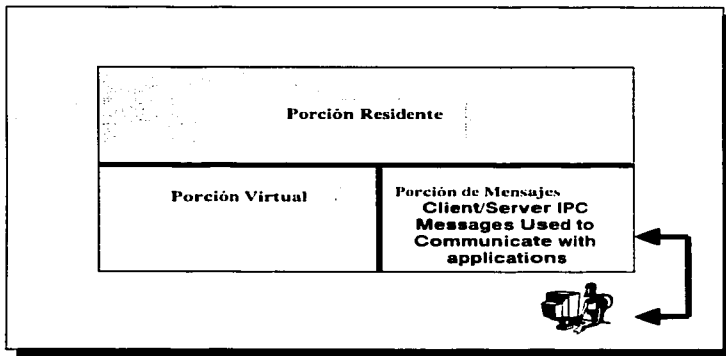 Porción Residente
Porción Virtual
Porción de Mensajes
Client/Server IPC
Messages Used to
Communicate with
applications